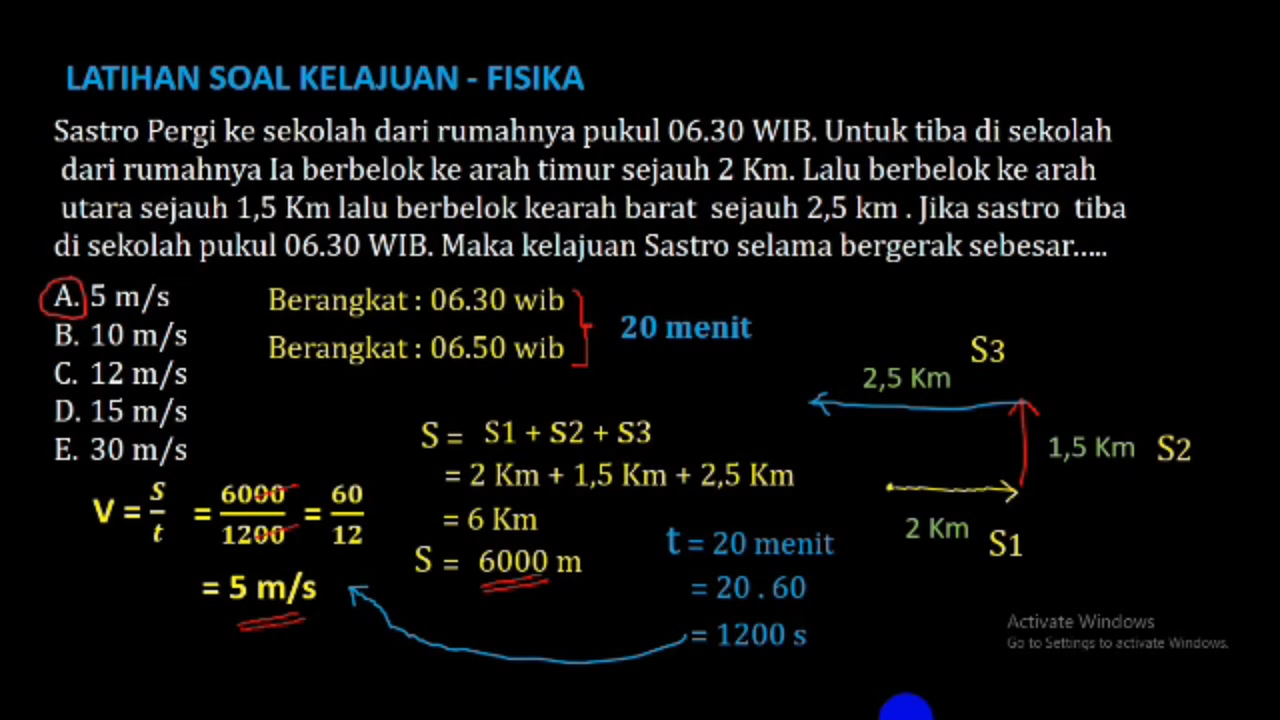 LATIHAN SOAL KELAJUAN - FISIKA
Sastro Pergi ke sekolah dari rumahnya pukul 06.30 WIB. Untuk tiba di sekolah
dari rumahnya Ia berbelok ke arah timur sejauh 2 Km. Lalu berbelok ke arah
utara sejauh 1,5 Km lalu berbelok kearah barat sejauh 2,5 km . Jika sastro tiba
di sekolah pukul 06.30 WIB. Maka kelajuan Sastro selama bergerak sebesar.....
A. 5 m/s
B. 10 m/s
C. 12 m/s
D. 15 m/s
E. 30 m/s
Berangkat : 06.30 wib
Berangkat : 06.50 wib
20 menit
S3
2,5 Km
1,5 Km S2
2 Km S1
S = S1 + S2 + S3
= 2 Km + 1,5 Km + 2,5 Km
= 6 Km
S = 6000 m
t = 20 menit
= 20 . 60
= 1200 s
V = s/t = 6000/1200 = 60/12
= 5 m/s
Activate Windows
Go to Settings to activate Windows.